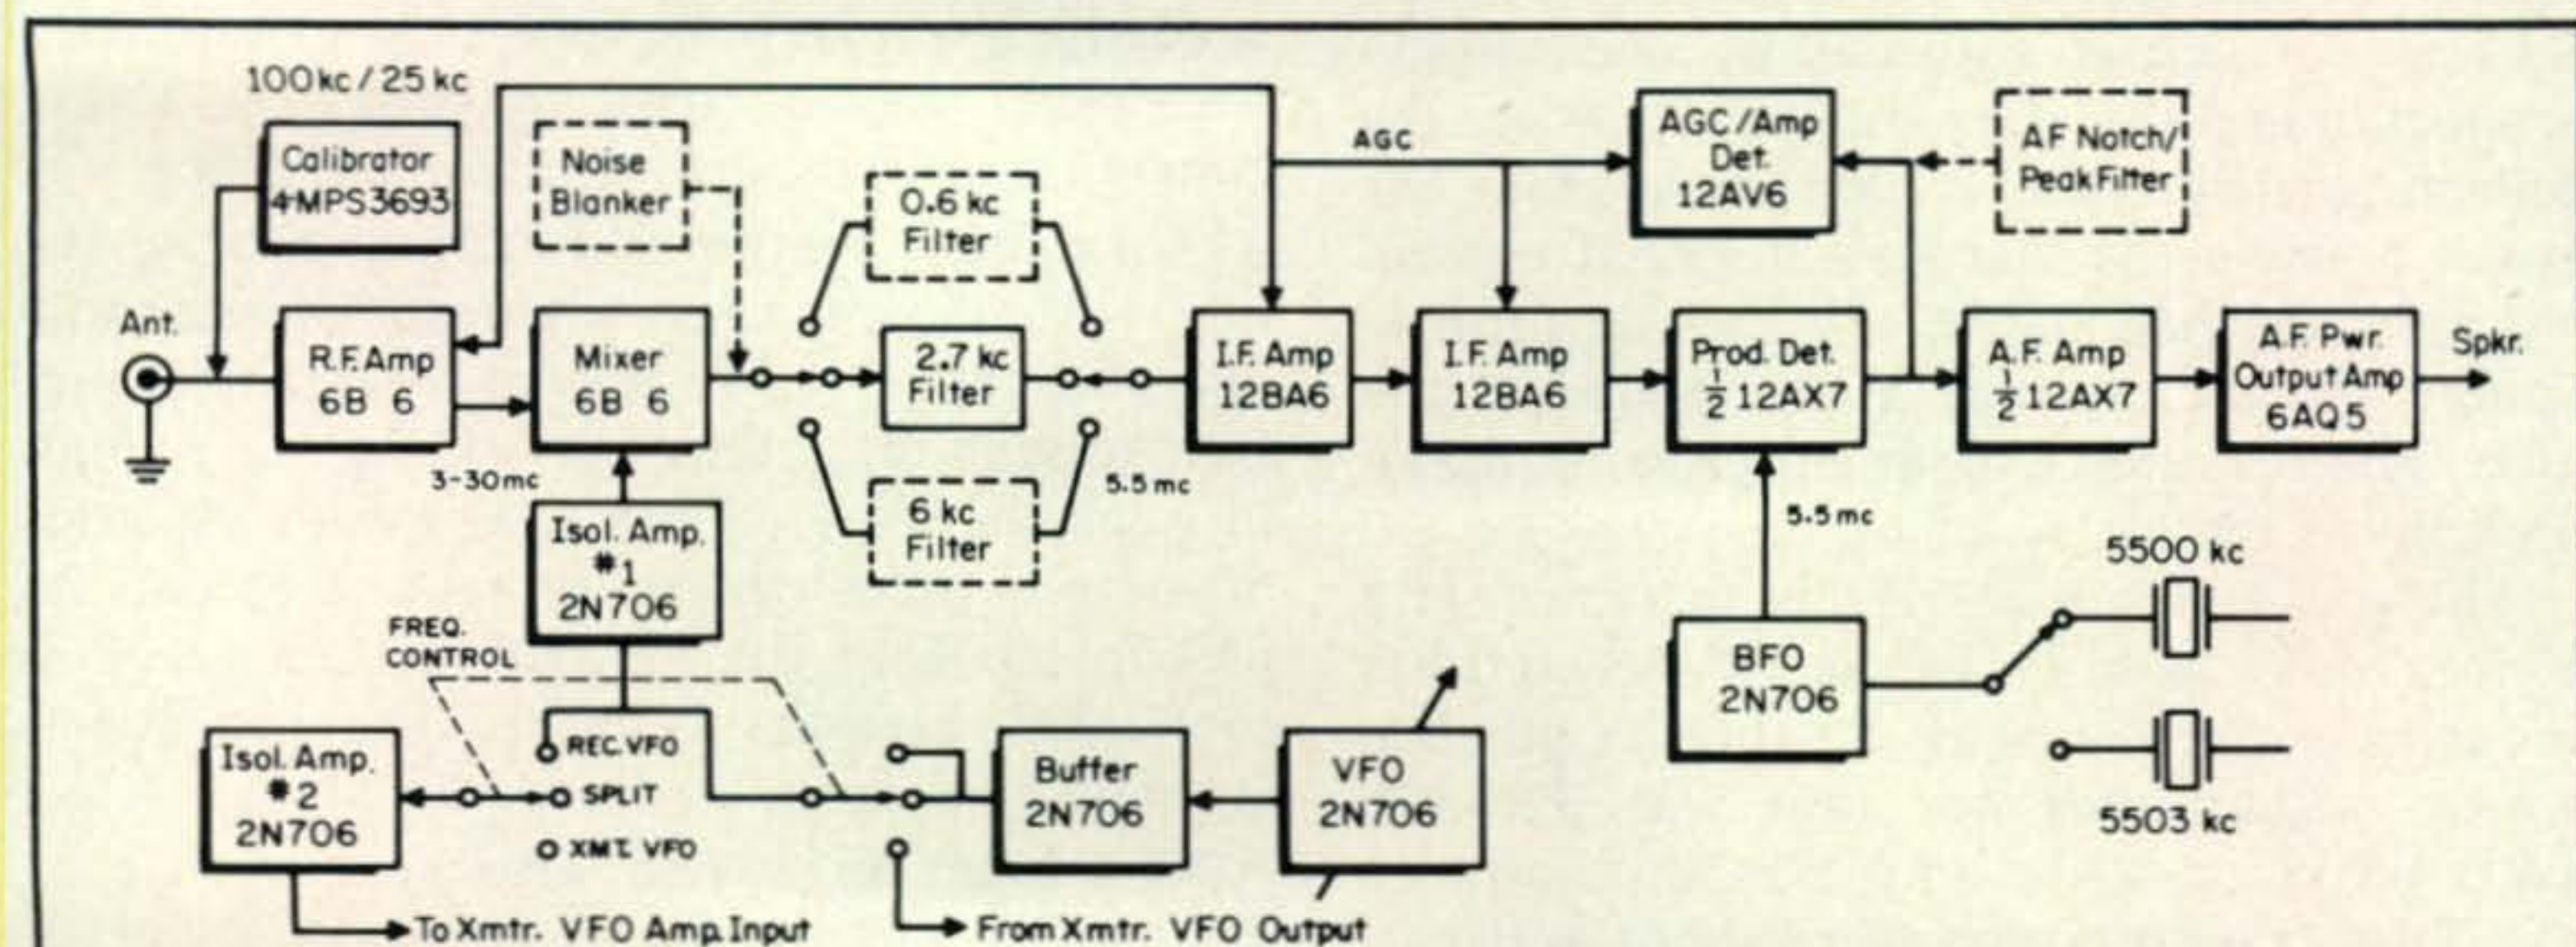 100kc / 25 kc
Calibrator
4-MPS3693
Noise
Blanker
0.6 kc
Filter
AGC
AGC/Amp
Det.
12AV6
AF Notch/
Peak Filter
Ant.
R.F. Amp
6B 6
Mixer
6B 6
2.7 kc
Filter
I.F. Amp
12BA6
I.F. Amp
12BA6
Prod. Det.
1/2 12AX7
A.F. Amp
1/2 12AX7
A.F. Pwr.
Output Amp
6AQ5
Spkr.
3-30mc
5.5 mc
6 kc
Filter
Isol. Amp.
#1
2N706
5.5 mc
5500 kc
FREQ.
CONTROL
BFO
2N706
5503 kc
Isol. Amp.
#2
2N706
REC. VFO
SPLIT
XMT. VFO
Buffer
2N706
VFO
2N706
To Xmtr. VFO Amp. Input
From Xmtr. VFO Output